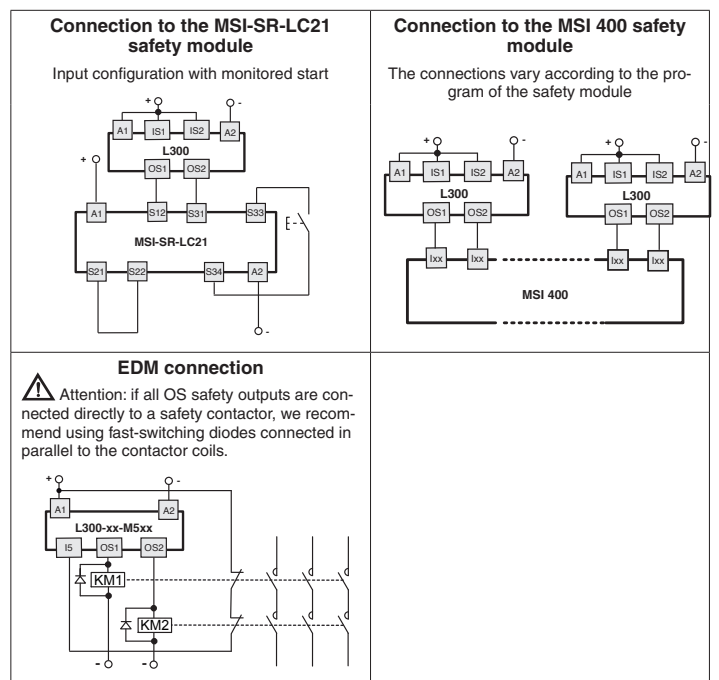 Connection to the MSI-SR-LC21
safety module
Input configuration with monitored start
+ -
A1 IS1 IS2 A2
L300
+
OS1 OS2
A1 S12 S31 S33
MSI-SR-LC21
S21 S22 S34 A2
-
Connection to the MSI 400 safety
module
The connections vary according to the pro-
gram of the safety module
+ - + -
A1 IS1 IS2 A2 A1 IS1 IS2 A2
L300 L300
OS1 OS2 OS1 OS2
Ixx Ixx Ixx Ixx
MSI 400
EDM connection
Attention: if all OS safety outputs are con-
nected directly to a safety contactor, we recom-
mend using fast-switching diodes connected in
parallel to the contactor coils.
+ -
A1 A2
L300-xx-M5xx
I5 OS1 OS2
KM1
KM2
- -